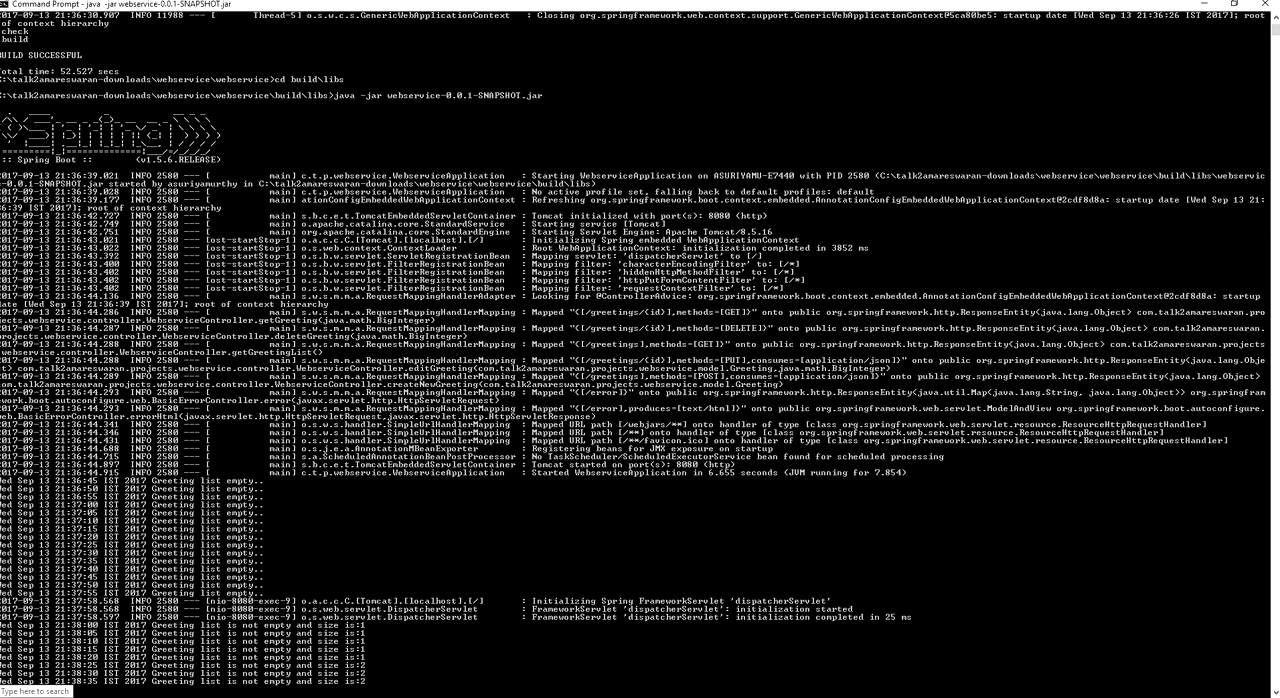 Command Prompt - java -jar webservice-0.0.1-SNAPSHOT.jar
2017-09-13 21:36:30.907 INFO 11988 --- [ Thread-5] o.s.w.c.s.GenericWebApplicationContext : Closing org.springframework.web.context.support.GenericWebApplicationContext@5ca80be5: startup date [Wed Sep 13 21:36:26 IST 2017]; root
of context hierarchy
check
build
BUILD SUCCESSFUL
Total time: 52.527 secs
C:\talk2amareswaran-downloads\webservice\webservice>cd build\libs
C:\talk2amareswaran-downloads\webservice\webservice\build\libs>java -jar webservice-0.0.1-SNAPSHOT.jar
Spring
:: Spring Boot :: (v1.5.6.RELEASE)
2017-09-13 21:36:39.021 INFO 2580 --- [ main] c.t.p.webservice.WebserviceApplication : Starting WebserviceApplication on ASURIYAMU-E7440 with PID 2580 (C:\talk2amareswaran-downloads\webservice\webservice\build\libs\webservic
e-0.0.1-SNAPSHOT.jar started by asuriyamurthy in C:\talk2amareswaran-downloads\webservice\webservice\build\libs)
2017-09-13 21:36:39.028 INFO 2580 --- [ main] c.t.p.webservice.WebserviceApplication : No active profile set, falling back to default profiles: default
2017-09-13 21:36:39.177 INFO 2580 --- [ main] ationConfigEmbeddedWebApplicationContext : Refreshing org.springframework.boot.context.embedded.AnnotationConfigEmbeddedWebApplicationContext@2cdf8d8a: startup date [Wed Sep 13 21:
36:39 IST 2017]; root of context hierarchy
2017-09-13 21:36:42.727 INFO 2580 --- [ main] s.b.c.e.t.TomcatEmbeddedServletContainer : Tomcat initialized with port(s): 8080 (http)
2017-09-13 21:36:42.749 INFO 2580 --- [ main] o.apache.catalina.core.StandardService : Starting service [Tomcat]
2017-09-13 21:36:42.751 INFO 2580 --- [ main] org.apache.catalina.core.StandardEngine : Starting Servlet Engine: Apache Tomcat/8.5.16
2017-09-13 21:36:43.021 INFO 2580 --- [ost-startStop-1] o.a.c.c.C.[Tomcat].[localhost].[/] : Initializing Spring embedded WebApplicationContext
2017-09-13 21:36:43.022 INFO 2580 --- [ost-startStop-1] o.s.web.context.ContextLoader : Root WebApplicationContext: initialization completed in 3852 ms
2017-09-13 21:36:43.392 INFO 2580 --- [ost-startStop-1] o.s.b.w.servlet.ServletRegistrationBean : Mapping servlet: 'dispatcherServlet' to [/]
2017-09-13 21:36:43.400 INFO 2580 --- [ost-startStop-1] o.s.b.w.servlet.FilterRegistrationBean : Mapping filter: 'characterEncodingFilter' to: [/*]
2017-09-13 21:36:43.402 INFO 2580 --- [ost-startStop-1] o.s.b.w.servlet.FilterRegistrationBean : Mapping filter: 'hiddenHttpMethodFilter' to: [/*]
2017-09-13 21:36:43.402 INFO 2580 --- [ost-startStop-1] o.s.b.w.servlet.FilterRegistrationBean : Mapping filter: 'httpPutFormContentFilter' to: [/*]
2017-09-13 21:36:43.402 INFO 2580 --- [ost-startStop-1] o.s.b.w.servlet.FilterRegistrationBean : Mapping filter: 'requestContextFilter' to: [/*]
2017-09-13 21:36:44.136 INFO 2580 --- [ main] s.w.s.m.m.a.RequestMappingHandlerAdapter : Looking for @ControllerAdvice: org.springframework.boot.context.embedded.AnnotationConfigEmbeddedWebApplicationContext@2cdf8d8a: startup
date [Wed Sep 13 21:36:39 IST 2017]; root of context hierarchy
2017-09-13 21:36:44.286 INFO 2580 --- [ main] s.w.s.m.m.a.RequestMappingHandlerMapping : Mapped "{[/greetings/{id}],methods=[GET]}" onto public org.springframework.http.ResponseEntity<java.lang.Object> com.talk2amareswaran.pro
jects.webservice.controller.WebserviceController.getGreeting(java.math.BigInteger)
2017-09-13 21:36:44.287 INFO 2580 --- [ main] s.w.s.m.m.a.RequestMappingHandlerMapping : Mapped "{[/greetings/{id}],methods=[DELETE]}" onto public org.springframework.http.ResponseEntity<java.lang.Object> com.talk2amareswaran.
projects.webservice.controller.WebserviceController.deleteGreeting(java.math.BigInteger)
2017-09-13 21:36:44.288 INFO 2580 --- [ main] s.w.s.m.m.a.RequestMappingHandlerMapping : Mapped "{[/greetings],methods=[GET]}" onto public org.springframework.http.ResponseEntity<java.lang.Object> com.talk2amareswaran.projects
.webservice.controller.WebserviceController.getGreetingList()
2017-09-13 21:36:44.288 INFO 2580 --- [ main] s.w.s.m.m.a.RequestMappingHandlerMapping : Mapped "{[/greetings/{id}],methods=[PUT],consumes=[application/json]}" onto public org.springframework.http.ResponseEntity<java.lang.Obje
ct> com.talk2amareswaran.projects.webservice.controller.WebserviceController.editGreeting(com.talk2amareswaran.projects.webservice.model.Greeting,java.math.BigInteger)
2017-09-13 21:36:44.289 INFO 2580 --- [ main] s.w.s.m.m.a.RequestMappingHandlerMapping : Mapped "{[/greetings],methods=[POST],consumes=[application/json]}" onto public org.springframework.http.ResponseEntity<java.lang.Object>
com.talk2amareswaran.projects.webservice.controller.WebserviceController.createNewGreeting(com.talk2amareswaran.projects.webservice.model.Greeting)
2017-09-13 21:36:44.293 INFO 2580 --- [ main] s.w.s.m.m.a.RequestMappingHandlerMapping : Mapped "{[/error]}" onto public org.springframework.http.ResponseEntity<java.util.Map<java.lang.String, java.lang.Object>> org.springfram
ework.boot.autoconfigure.web.BasicErrorController.error(javax.servlet.http.HttpServletRequest)
2017-09-13 21:36:44.294 INFO 2580 --- [ main] s.w.s.m.m.a.RequestMappingHandlerMapping : Mapped "{[/error],produces=[text/html]}" onto public org.springframework.web.servlet.ModelAndView org.springframework.boot.autoconfigure.
web.BasicErrorController.errorHtml(javax.servlet.http.HttpServletRequest,javax.servlet.http.HttpServletResponse)
2017-09-13 21:36:44.341 INFO 2580 --- [ main] o.s.w.s.handler.SimpleUrlHandlerMapping : Mapped URL path [/webjars/**] onto handler of type [class org.springframework.web.servlet.resource.ResourceHttpRequestHandler]
2017-09-13 21:36:44.346 INFO 2580 --- [ main] o.s.w.s.handler.SimpleUrlHandlerMapping : Mapped URL path [/**] onto handler of type [class org.springframework.web.servlet.resource.ResourceHttpRequestHandler]
2017-09-13 21:36:44.431 INFO 2580 --- [ main] o.s.w.s.handler.SimpleUrlHandlerMapping : Mapped URL path [/**/favicon.ico] onto handler of type [class org.springframework.web.servlet.resource.ResourceHttpRequestHandler]
2017-09-13 21:36:44.688 INFO 2580 --- [ main] o.s.j.e.a.AnnotationMBeanExporter : Registering beans for JMX exposure on startup
2017-09-13 21:36:44.715 INFO 2580 --- [ main] s.a.ScheduledAnnotationBeanPostProcessor : No TaskScheduler/ScheduledExecutorService bean found for scheduled processing
2017-09-13 21:36:44.897 INFO 2580 --- [ main] s.b.c.e.t.TomcatEmbeddedServletContainer : Tomcat started on port(s): 8080 (http)
2017-09-13 21:36:44.915 INFO 2580 --- [ main] c.t.p.webservice.WebserviceApplication : Started WebserviceApplication in 6.655 seconds (JVM running for 7.854)
Wed Sep 13 21:36:45 IST 2017 Greeting list empty..
Wed Sep 13 21:36:50 IST 2017 Greeting list empty..
Wed Sep 13 21:36:55 IST 2017 Greeting list empty..
Wed Sep 13 21:37:00 IST 2017 Greeting list empty..
Wed Sep 13 21:37:05 IST 2017 Greeting list empty..
Wed Sep 13 21:37:10 IST 2017 Greeting list empty..
Wed Sep 13 21:37:15 IST 2017 Greeting list empty..
Wed Sep 13 21:37:20 IST 2017 Greeting list empty..
Wed Sep 13 21:37:25 IST 2017 Greeting list empty..
Wed Sep 13 21:37:30 IST 2017 Greeting list empty..
Wed Sep 13 21:37:35 IST 2017 Greeting list empty..
Wed Sep 13 21:37:40 IST 2017 Greeting list empty..
Wed Sep 13 21:37:45 IST 2017 Greeting list empty..
Wed Sep 13 21:37:50 IST 2017 Greeting list empty..
Wed Sep 13 21:37:55 IST 2017 Greeting list empty..
2017-09-13 21:37:58.568 INFO 2580 --- [nio-8080-exec-9] o.a.c.c.C.[Tomcat].[localhost].[/] : Initializing Spring FrameworkServlet 'dispatcherServlet'
2017-09-13 21:37:58.568 INFO 2580 --- [nio-8080-exec-9] o.s.web.servlet.DispatcherServlet : FrameworkServlet 'dispatcherServlet': initialization started
2017-09-13 21:37:58.597 INFO 2580 --- [nio-8080-exec-9] o.s.web.servlet.DispatcherServlet : FrameworkServlet 'dispatcherServlet': initialization completed in 25 ms
Wed Sep 13 21:38:00 IST 2017 Greeting list is not empty and size is:1
Wed Sep 13 21:38:05 IST 2017 Greeting list is not empty and size is:1
Wed Sep 13 21:38:10 IST 2017 Greeting list is not empty and size is:1
Wed Sep 13 21:38:15 IST 2017 Greeting list is not empty and size is:1
Wed Sep 13 21:38:20 IST 2017 Greeting list is not empty and size is:1
Wed Sep 13 21:38:25 IST 2017 Greeting list is not empty and size is:2
Wed Sep 13 21:38:30 IST 2017 Greeting list is not empty and size is:2
Wed Sep 13 21:38:35 IST 2017 Greeting list is not empty and size is:2
Type here to search